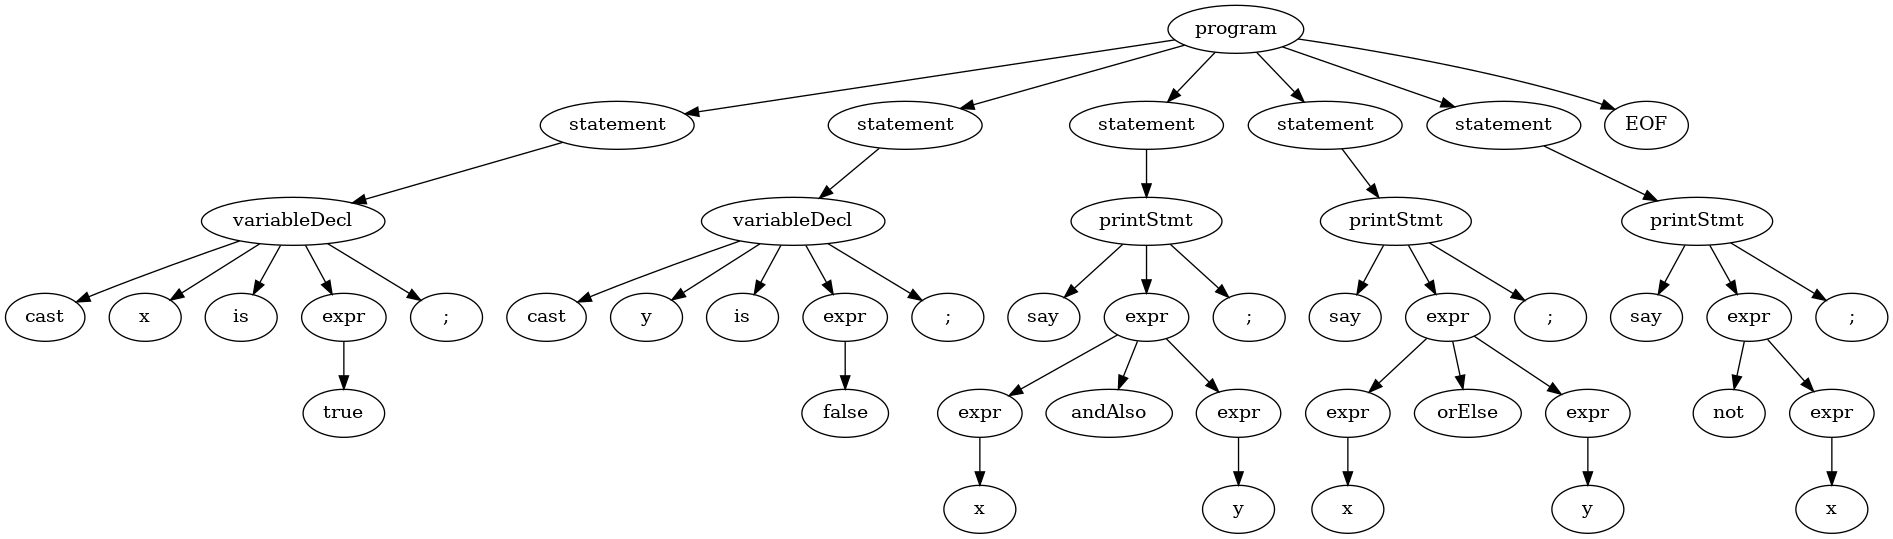 program
statement statement statement statement statement EOF
variableDecl variableDecl printStmt printStmt printStmt
cast x is expr ; cast y is expr ; say expr ; say expr ; say expr ;
true false expr andAlso expr expr orElse expr not expr
x y x y x